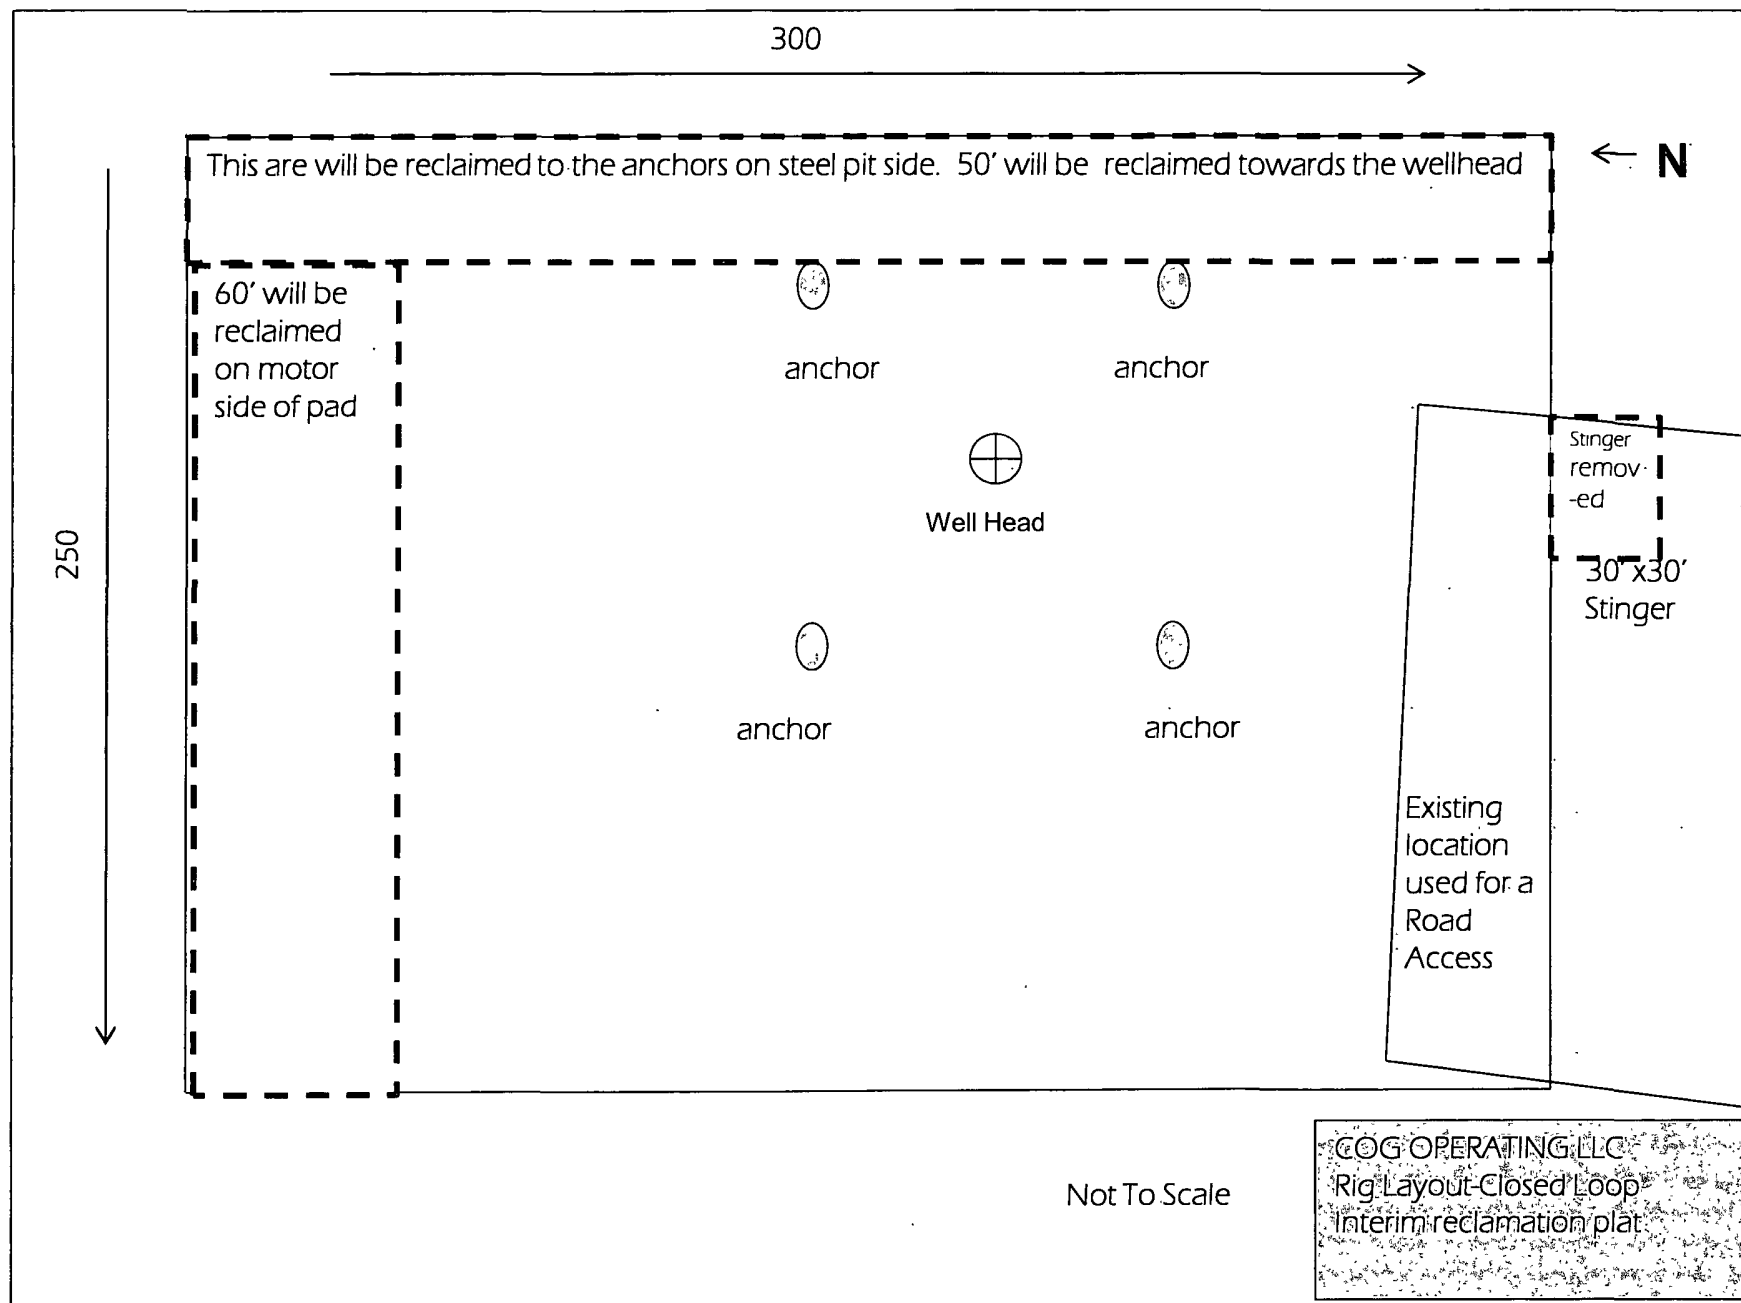 300
This are will be reclaimed to the anchors on steel pit side. 50' will be reclaimed towards the wellhead
N
60' will be
reclaimed
on motor
side of pad
anchor
anchor
Stinger
remov-
-ed
Well Head
250
30' x30'
Stinger
anchor
anchor
Existing
location
used for a
Road
Access
Not To Scale
COG OPERATING LLC
Rig Layout-Closed Loop
Interim reclamation plat